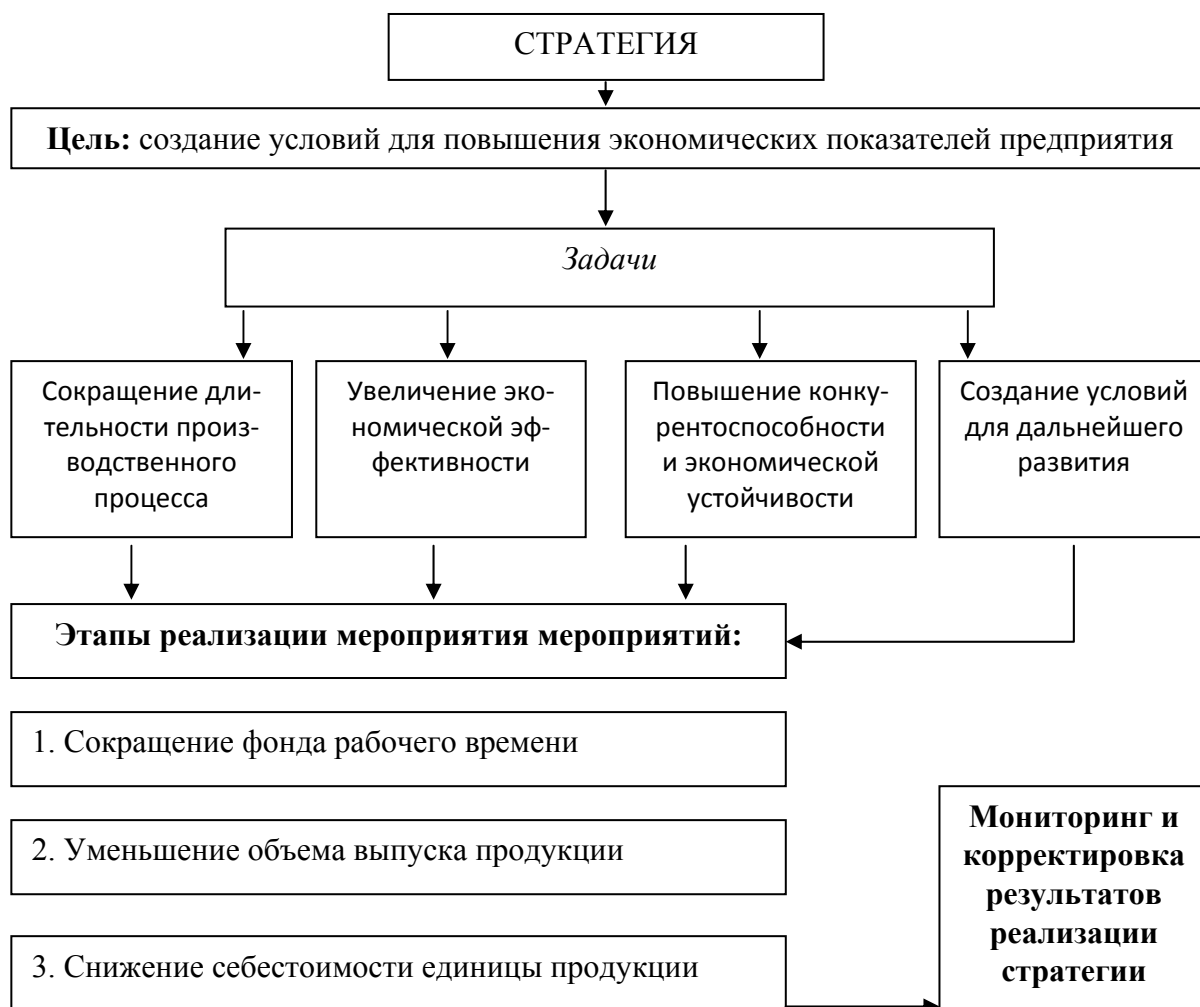 СТРАТЕГИЯ
Цель: создание условий для повышения экономических показателей предприятия
Задачи
Сокращение дли-
тельности произ-
водственного
процесса
Увеличение эко-
номической эф-
фективности
Повышение конку-
рентоспособности
и экономической
устойчивости
Создание условий
для дальнейшего
развития
Этапы реализации мероприятия мероприятий:
1. Сокращение фонда рабочего времени
2. Уменьшение объема выпуска продукции
3. Снижение себестоимости единицы продукции
Мониторинг и
корректировка
результатов
реализации
стратегии